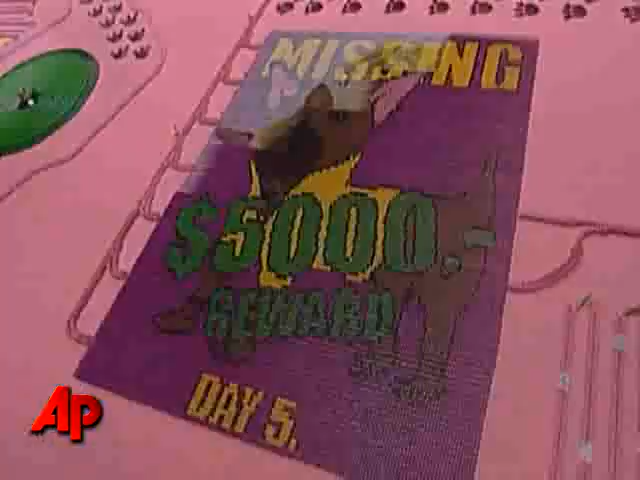 MISSING
$5000.-
REWARD
DAY 5.
AP